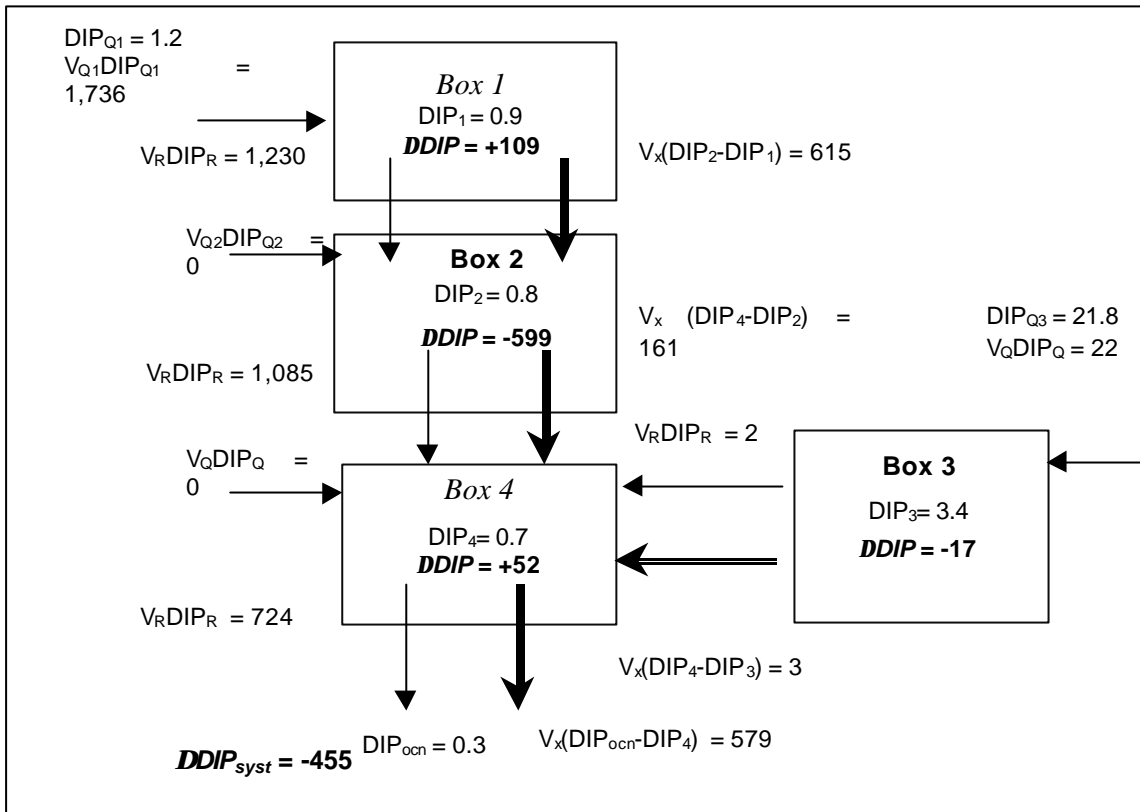 DIPQ1 = 1.2
VQ1DIPQ1 =
1,736
Box 1
DIP1 = 0.9
DDIP = +109
VRDIPR = 1,230
Vx(DIP2-DIP1) = 615
VQ2DIPQ2 =
0
Box 2
DIP2 = 0.8
DDIP = -599
Vx (DIP4-DIP2) =
161
DIPQ3 = 21.8
VQDIPQ = 22
VRDIPR = 1,085
VRDIPR = 2
VQDIPQ =
0
Box 4
DIP4= 0.7
DDIP = +52
Box 3
DIP3= 3.4
DDIP = -17
VRDIPR = 724
Vx(DIP4-DIP3) = 3
DDIPsyst = -455
DIPocn = 0.3
Vx(DIPocn-DIP4) = 579